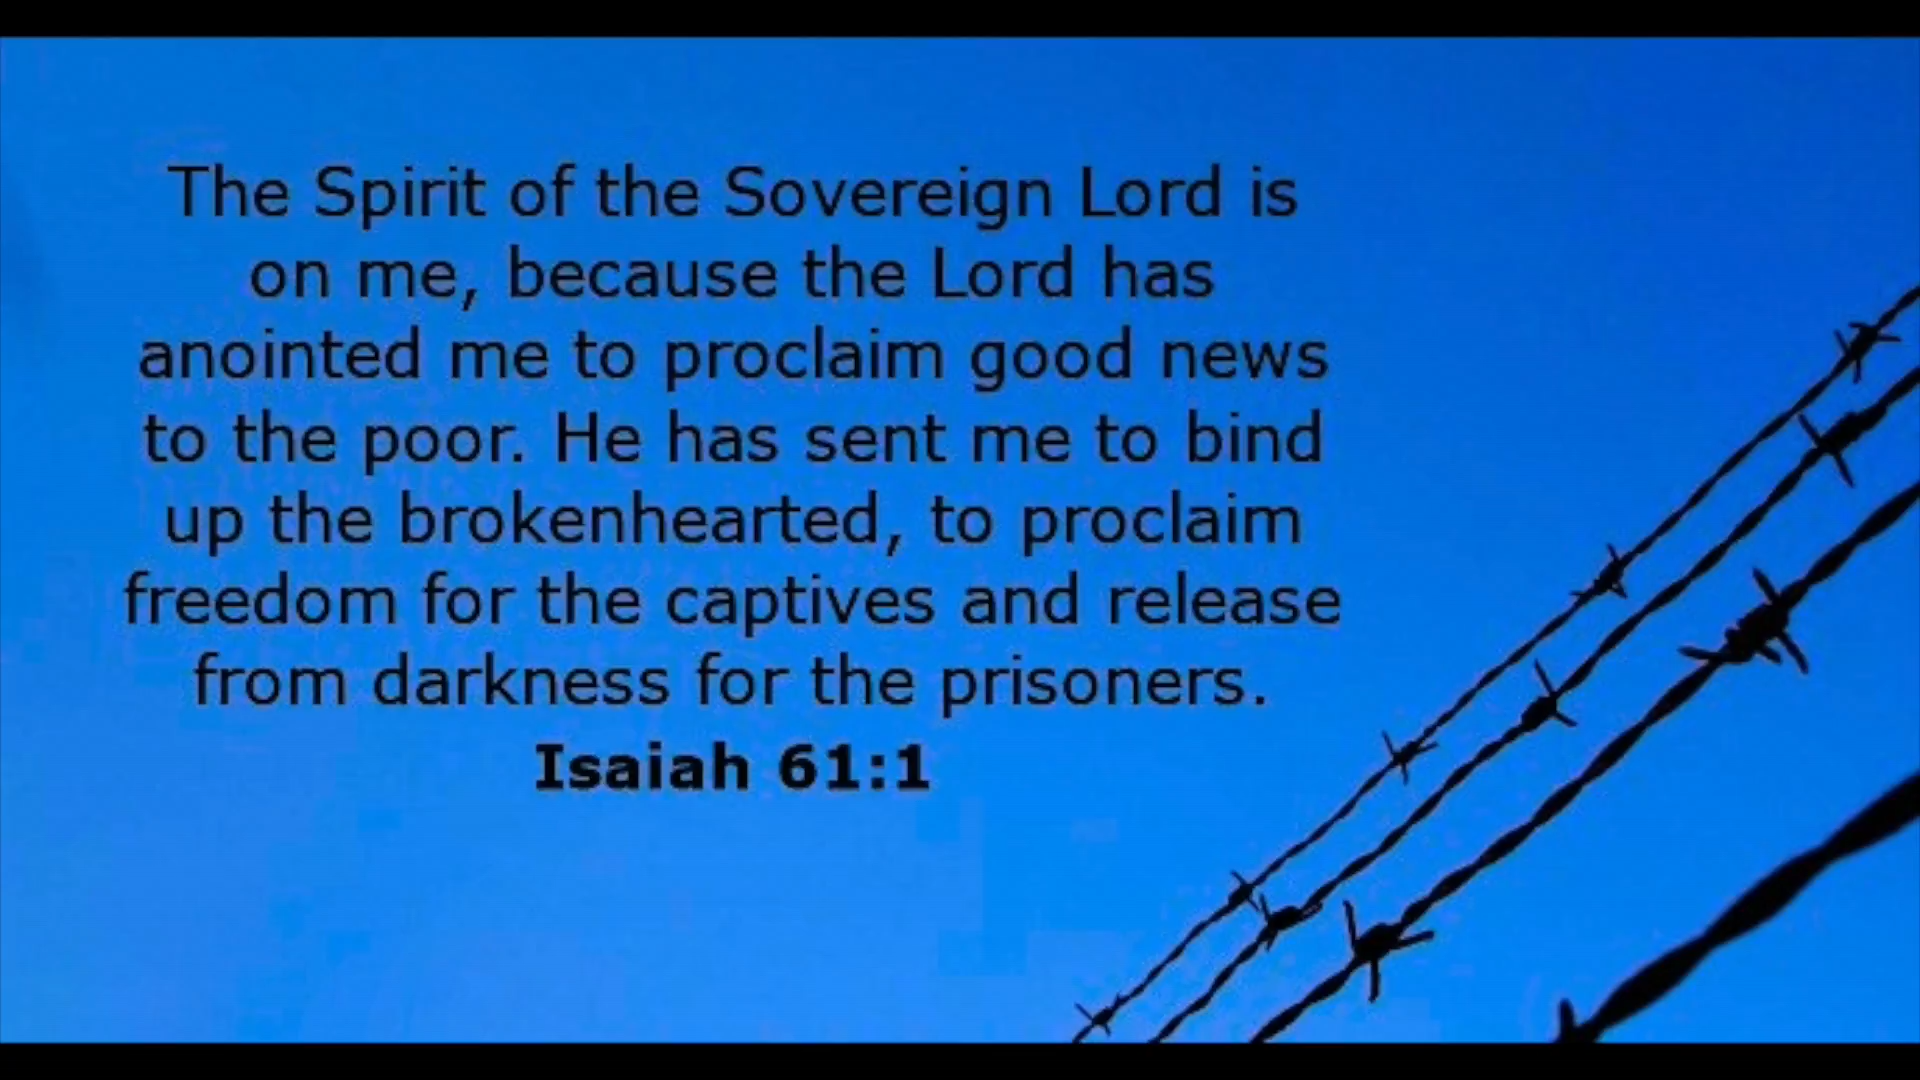 The Spirit of the Sovereign Lord is
on me, because the Lord has
anointed me to proclaim good news
to the poor. He has sent me to bind
up the brokenhearted, to proclaim
freedom for the captives and release
from darkness for the prisoners.
Isaiah 61:1